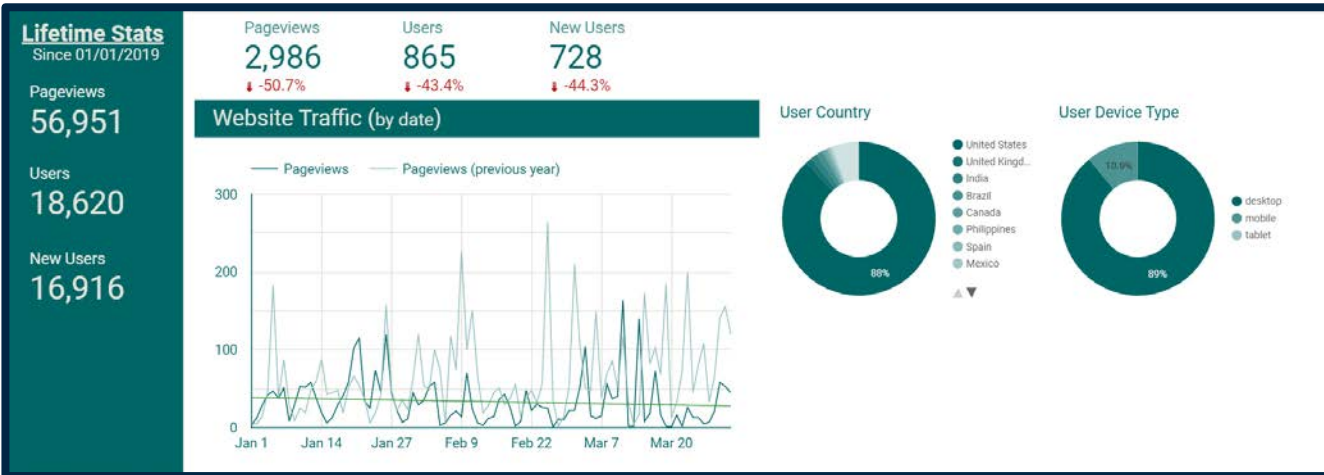 Lifetime Stats
Since 01/01/2019
Pageviews
56,951
Users
18,620
New Users
16,916
Pageviews
2,986
-50.7%
Users
865
-43.4%
New Users
728
-44.3%
Website Traffic (by date)
Pageviews
Pageviews (previous year)
300
200
100
0
Jan 1
Jan 14
Jan 27
Feb 9
Feb 22
Mar 7
Mar 20
User Country
88%
United States
United Kingd...
India
Brazil
Canada
Philippines
Spain
Mexico
User Device Type
10.9%
89%
desktop
mobile
tablet